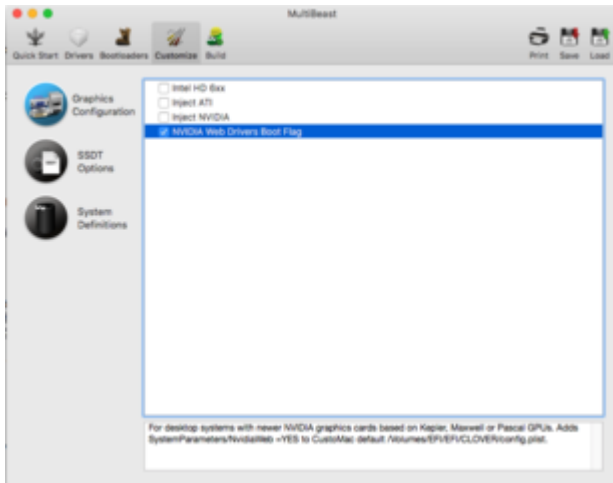 MultiBeast
Quick Start Drivers Bootloaders Customize Build Print Save Load
Graphics
Configuration
SSDT
Options
System
Definitions
Intel HD 6xx
Inject ATI
Inject NVIDIA
NVIDIA Web Drivers Boot Flag
For desktop systems with newer NVIDIA graphics cards based on Kepler, Maxwell or Pascal GPUs. Adds
SystemParameters/NvidiaWeb =YES to CustoMac default /Volumes/EFI/EFI/CLOVER/config.plist.